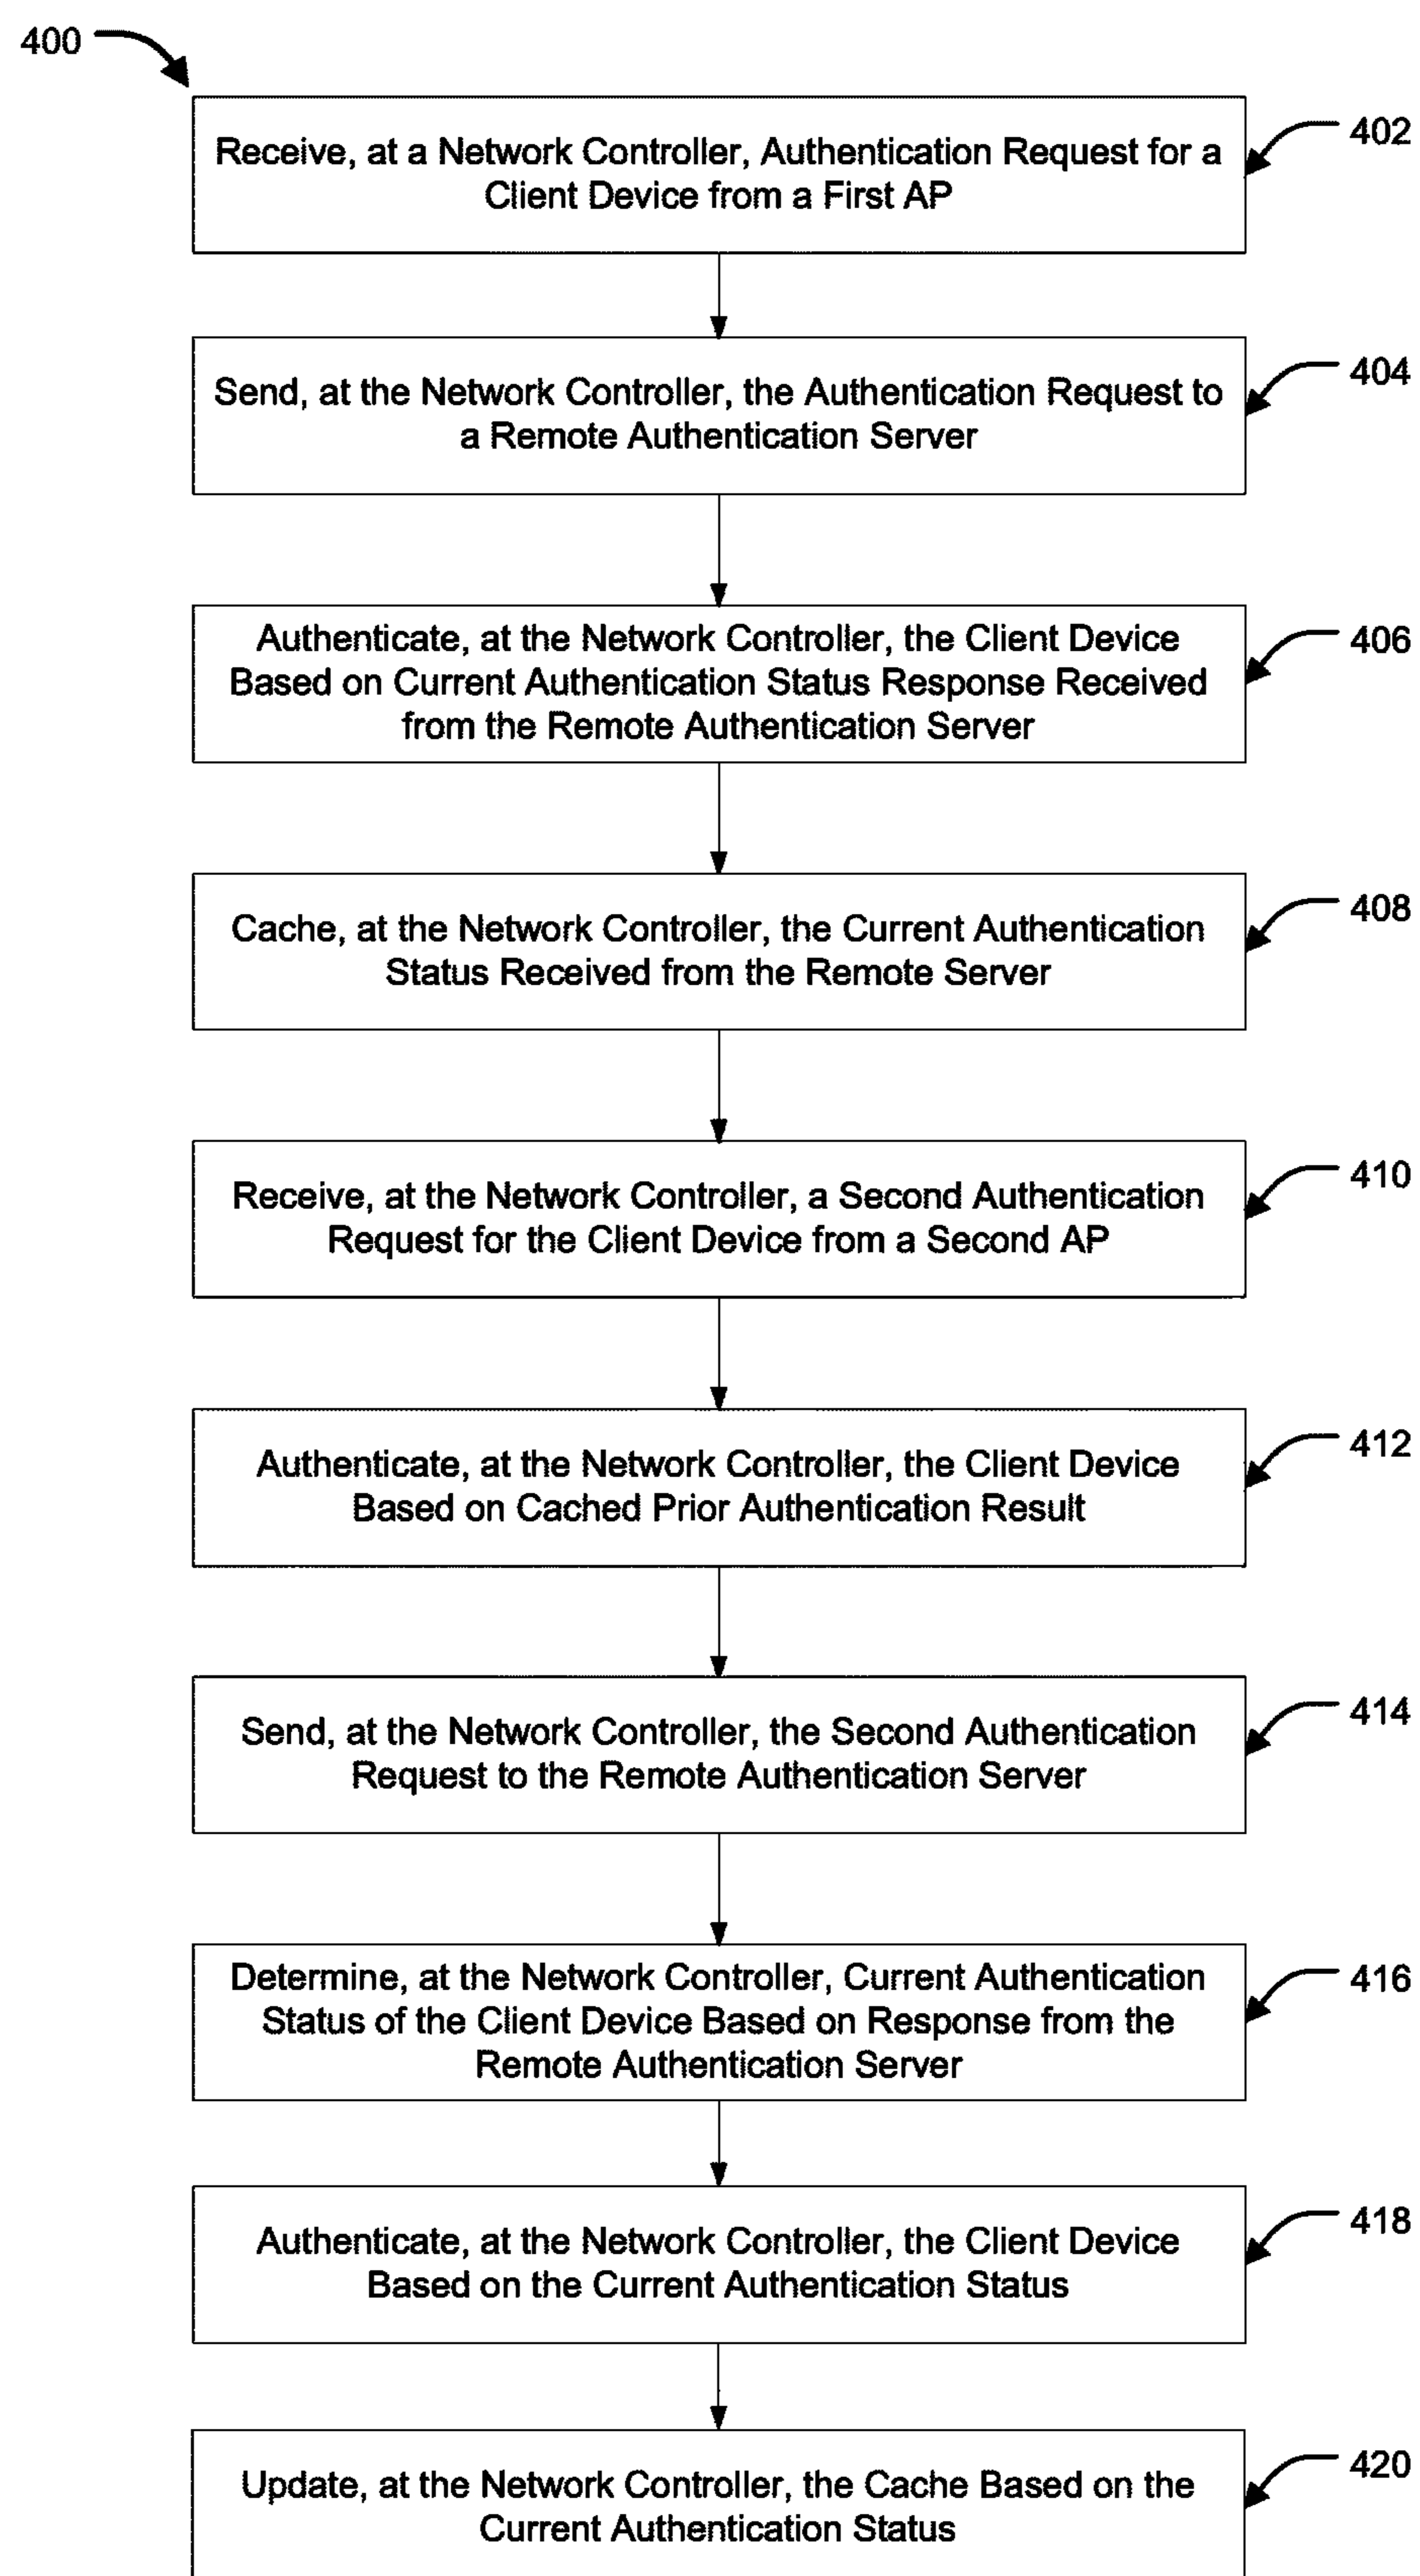 400
Receive, at a Network Controller, Authentication Request for a
Client Device from a First AP
402
Send, at the Network Controller, the Authentication Request to
a Remote Authentication Server
404
Authenticate, at the Network Controller, the Client Device
Based on Current Authentication Status Response Received
from the Remote Authentication Server
406
Cache, at the Network Controller, the Current Authentication
Status Received from the Remote Server
408
Receive, at the Network Controller, a Second Authentication
Request for the Client Device from a Second AP
410
Authenticate, at the Network Controller, the Client Device
Based on Cached Prior Authentication Result
412
Send, at the Network Controller, the Second Authentication
Request to the Remote Authentication Server
414
Determine, at the Network Controller, Current Authentication
Status of the Client Device Based on Response from the
Remote Authentication Server
416
Authenticate, at the Network Controller, the Client Device
Based on the Current Authentication Status
418
Update, at the Network Controller, the Cache Based on the
Current Authentication Status
420